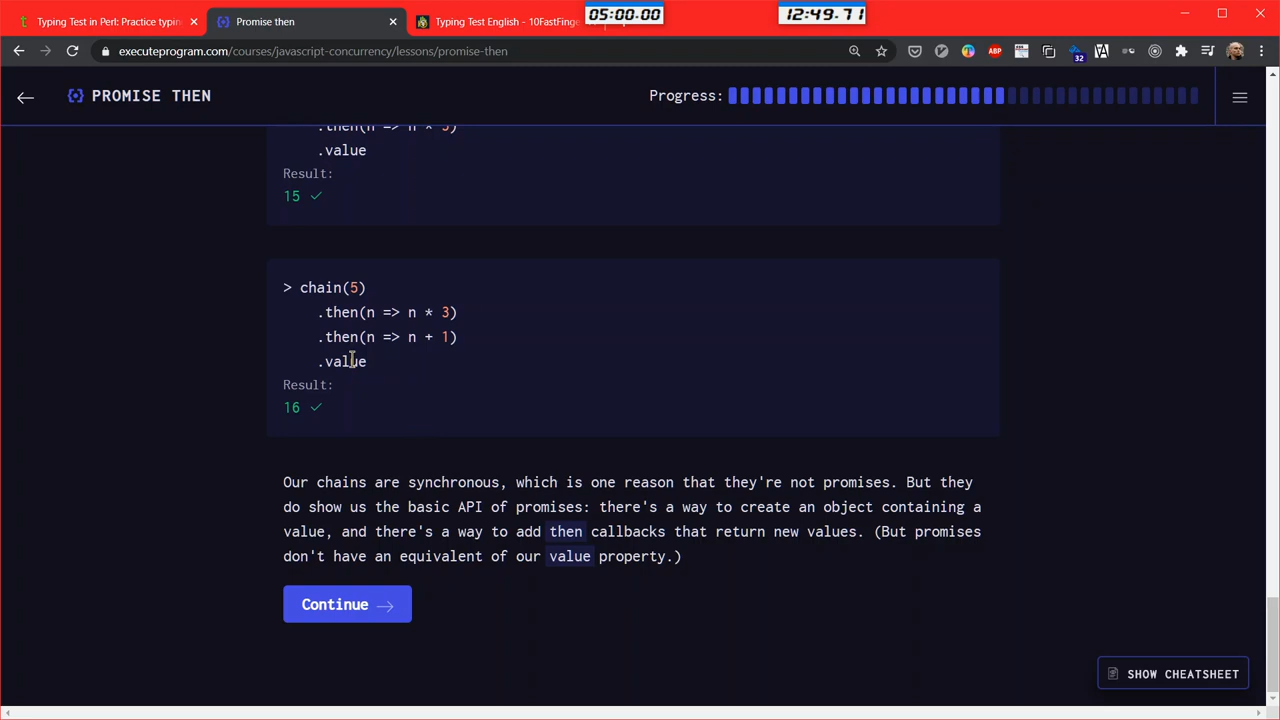 Typing Test in Perl: Practice typin
Promise then
Typing Test English - 10FastFinge
05:00.00
12:49.71
executeprogram.com/courses/javascript-concurrency/lessons/promise-then
ABP
32
PROMISE THEN
Progress:
.then(n => n * 3)
.value
Result:
15 ✓
> chain(5)
.then(n => n * 3)
.then(n => n + 1)
.value
Result:
16 ✓
Our chains are synchronous, which is one reason that they're not promises. But they
do show us the basic API of promises: there's a way to create an object containing a
value, and there's a way to add then callbacks that return new values. (But promises
don't have an equivalent of our value property.)
Continue →
SHOW CHEATSHEET